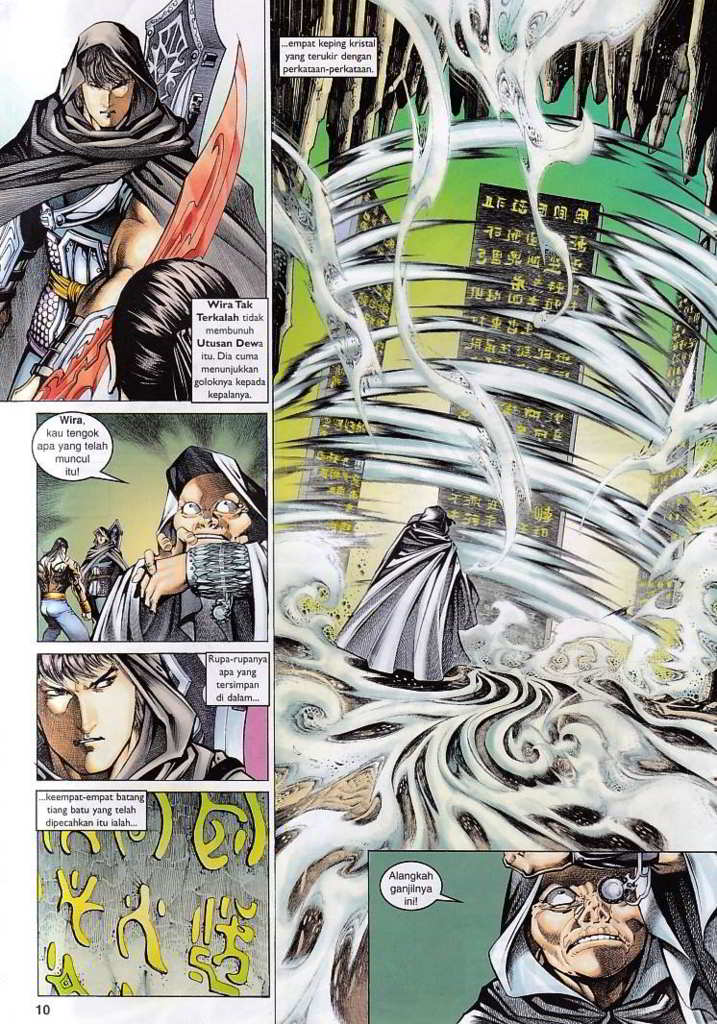 Wira Tak
Terkalah tidak
membunuh
Utusan Dewa
itu. Dia cuma
menunjukkan
goloknya kepada
kepalanya.
Wira,
kau tengok
apa yang telah
muncul
itu!
Rupa-rupanya
apa yang
tersimpan
di dalam...
...keempat-empat batang
tiang batu yang telah
dipecahkan itu ialah...
...empat keping kristal
yang terukir dengan
perkataan-perkataan.
Alangkah
ganjilnya
ini!
10